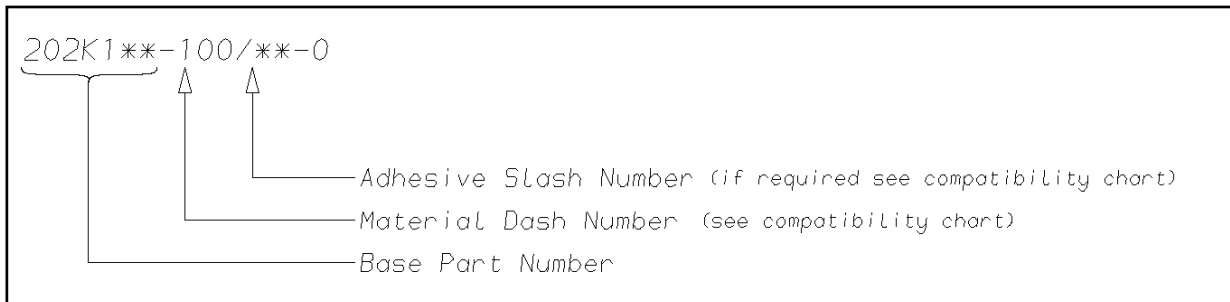 202K1**-100/**-0
Adhesive Slash Number (if required see compatibility chart)
Material Dash Number (see compatibility chart)
Base Part Number